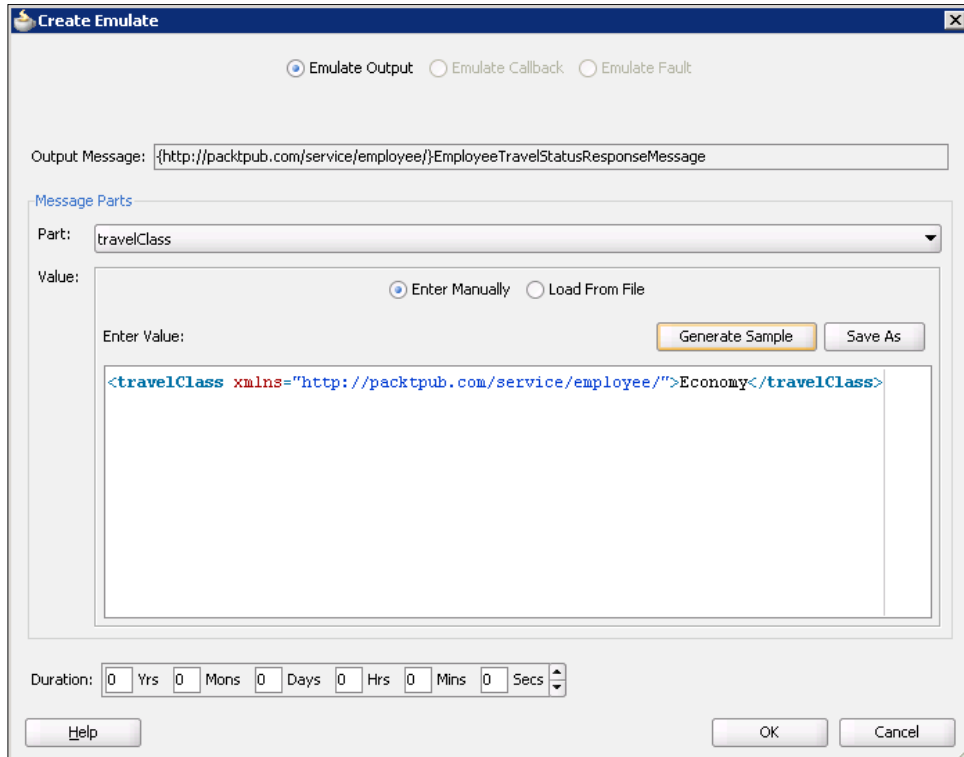 Create Emulate
Emulate Output Emulate Callback Emulate Fault
Output Message: {http://packtpub.com/service/employee/}EmployeeTravelStatusResponseMessage
Message Parts
Part: travelClass
Value: Enter Manually Load From File
Enter Value: Generate Sample Save As
<travelClass xmlns="http://packtpub.com/service/employee/">Economy</travelClass>
Duration: 0 Yrs 0 Mons 0 Days 0 Hrs 0 Mins 0 Secs
Help OK Cancel